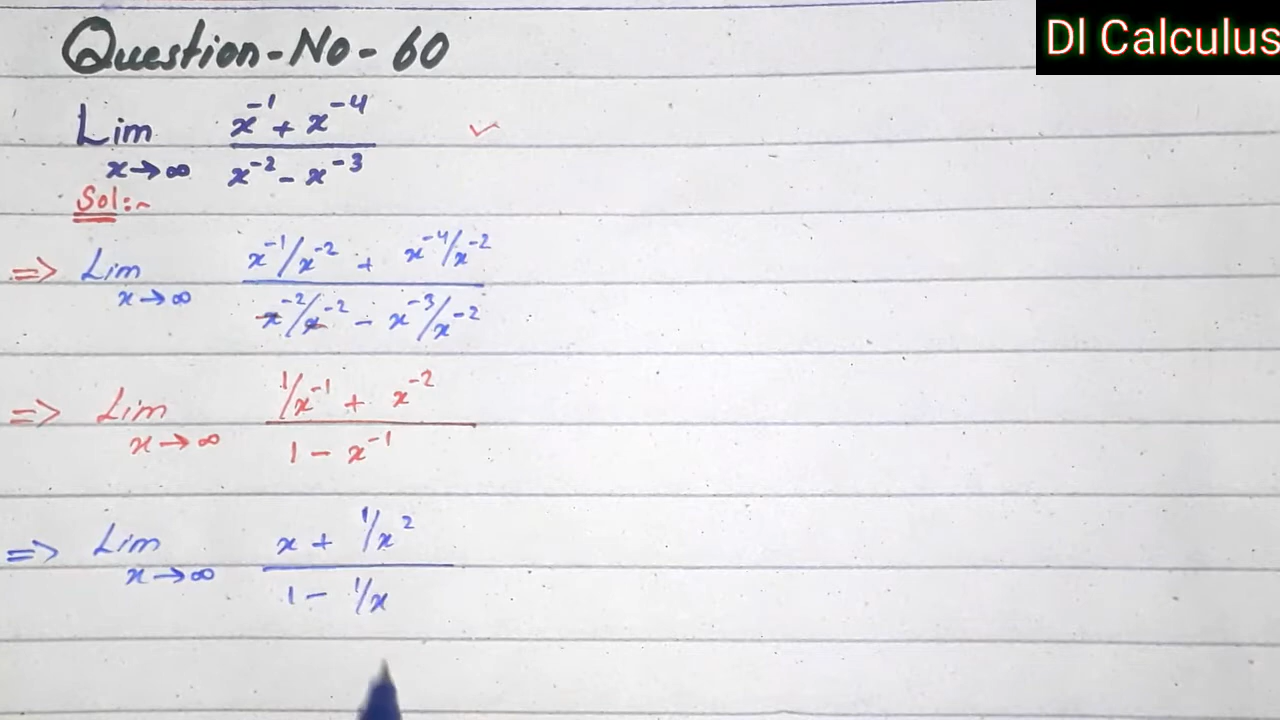 Question-No-60
DI Calculus
Lim x→∞ (x⁻¹ + x⁻⁴)/(x⁻² - x⁻³) ✓
Sol:~
=> Lim x→∞ (x⁻¹/x⁻² + x⁻⁴/x⁻²)/(x⁻²/x⁻² - x⁻³/x⁻²)
=> Lim x→∞ (1/x⁻¹ + x⁻²)/(1 - x⁻¹)
=> Lim x→∞ (x + 1/x²)/(1 - 1/x)